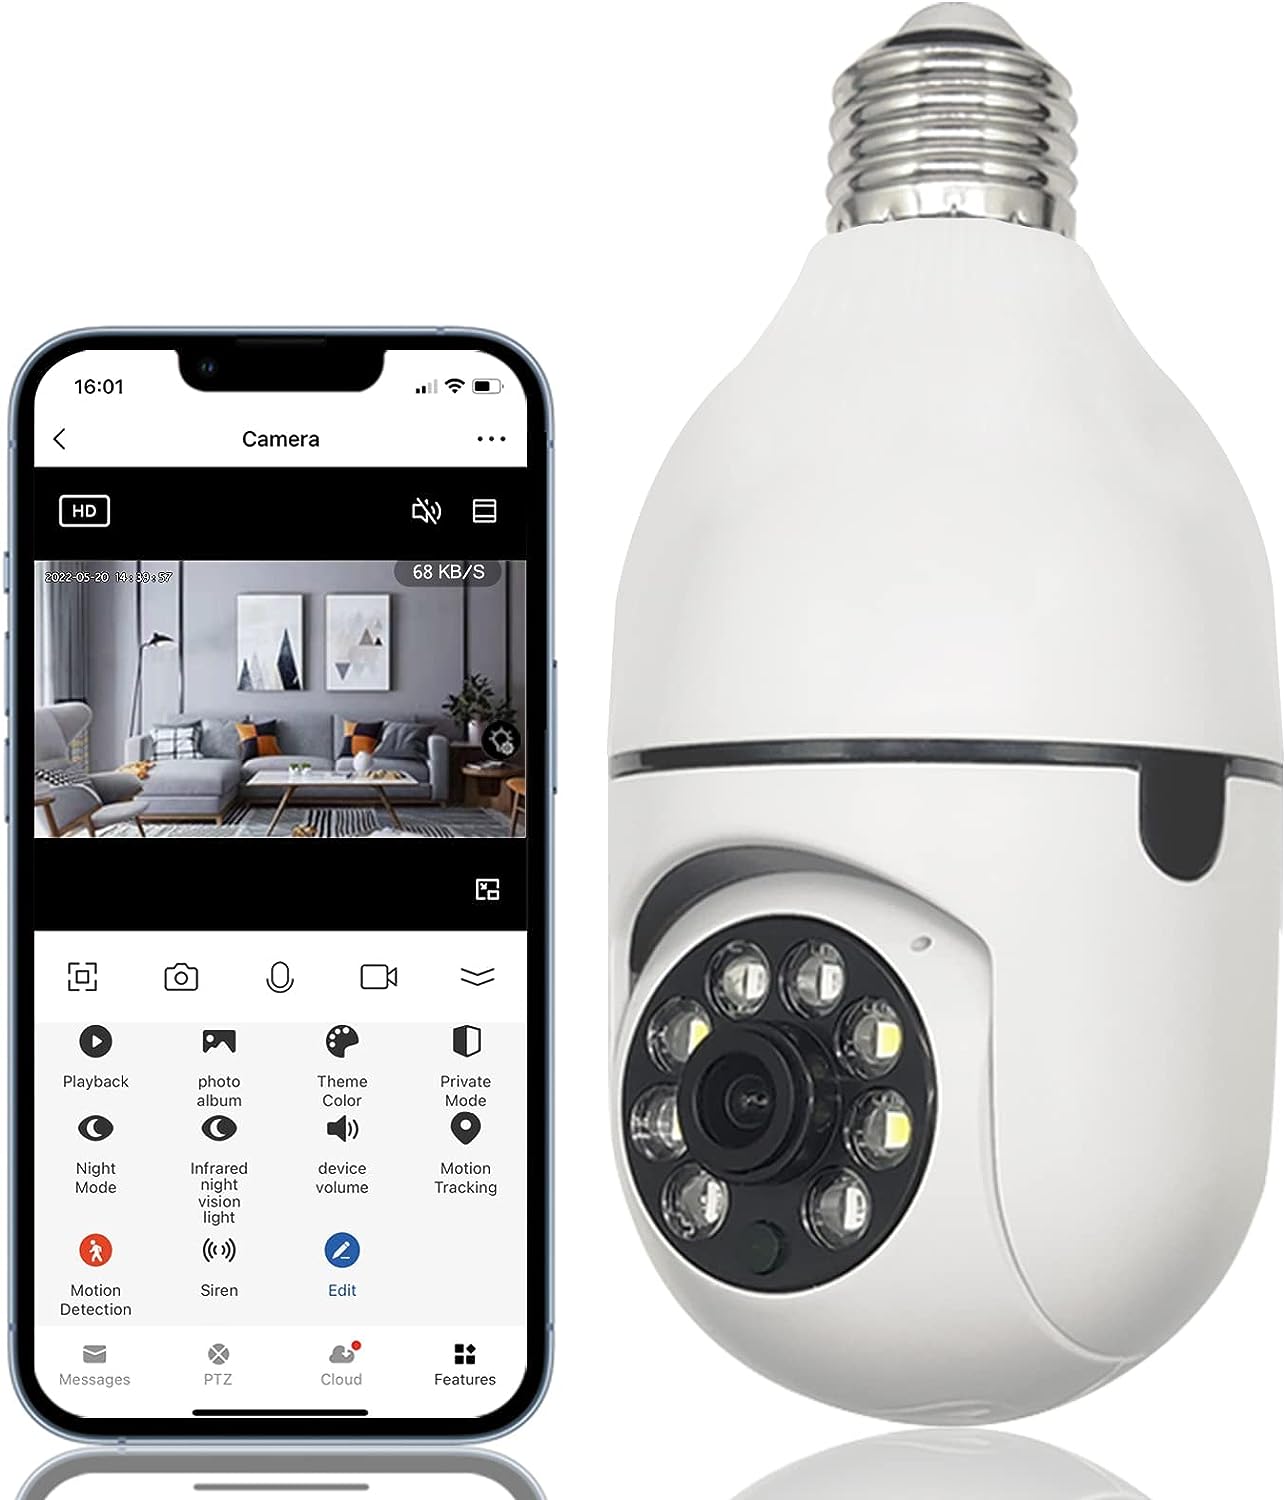 16:01
Camera
HD
2022-05-20 14:39:57
68 KB/S
Playback
photo
album
Theme
Color
Private
Mode
Night
Mode
Infrared
night
vision
light
device
volume
Motion
Tracking
Motion
Detection
Siren
Edit
Messages
PTZ
Cloud
Features